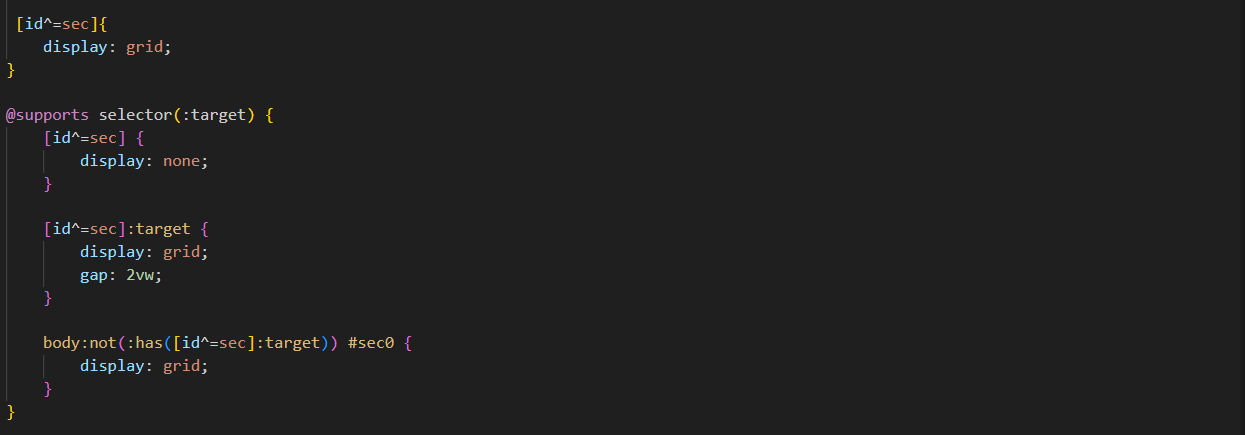 [id^=sec]{
display: grid;
}
@supports selector(:target) {
[id^=sec] {
display: none;
}
[id^=sec]:target {
display: grid;
gap: 2vw;
}
body:not(:has([id^=sec]:target)) #sec0 {
display: grid;
}
}